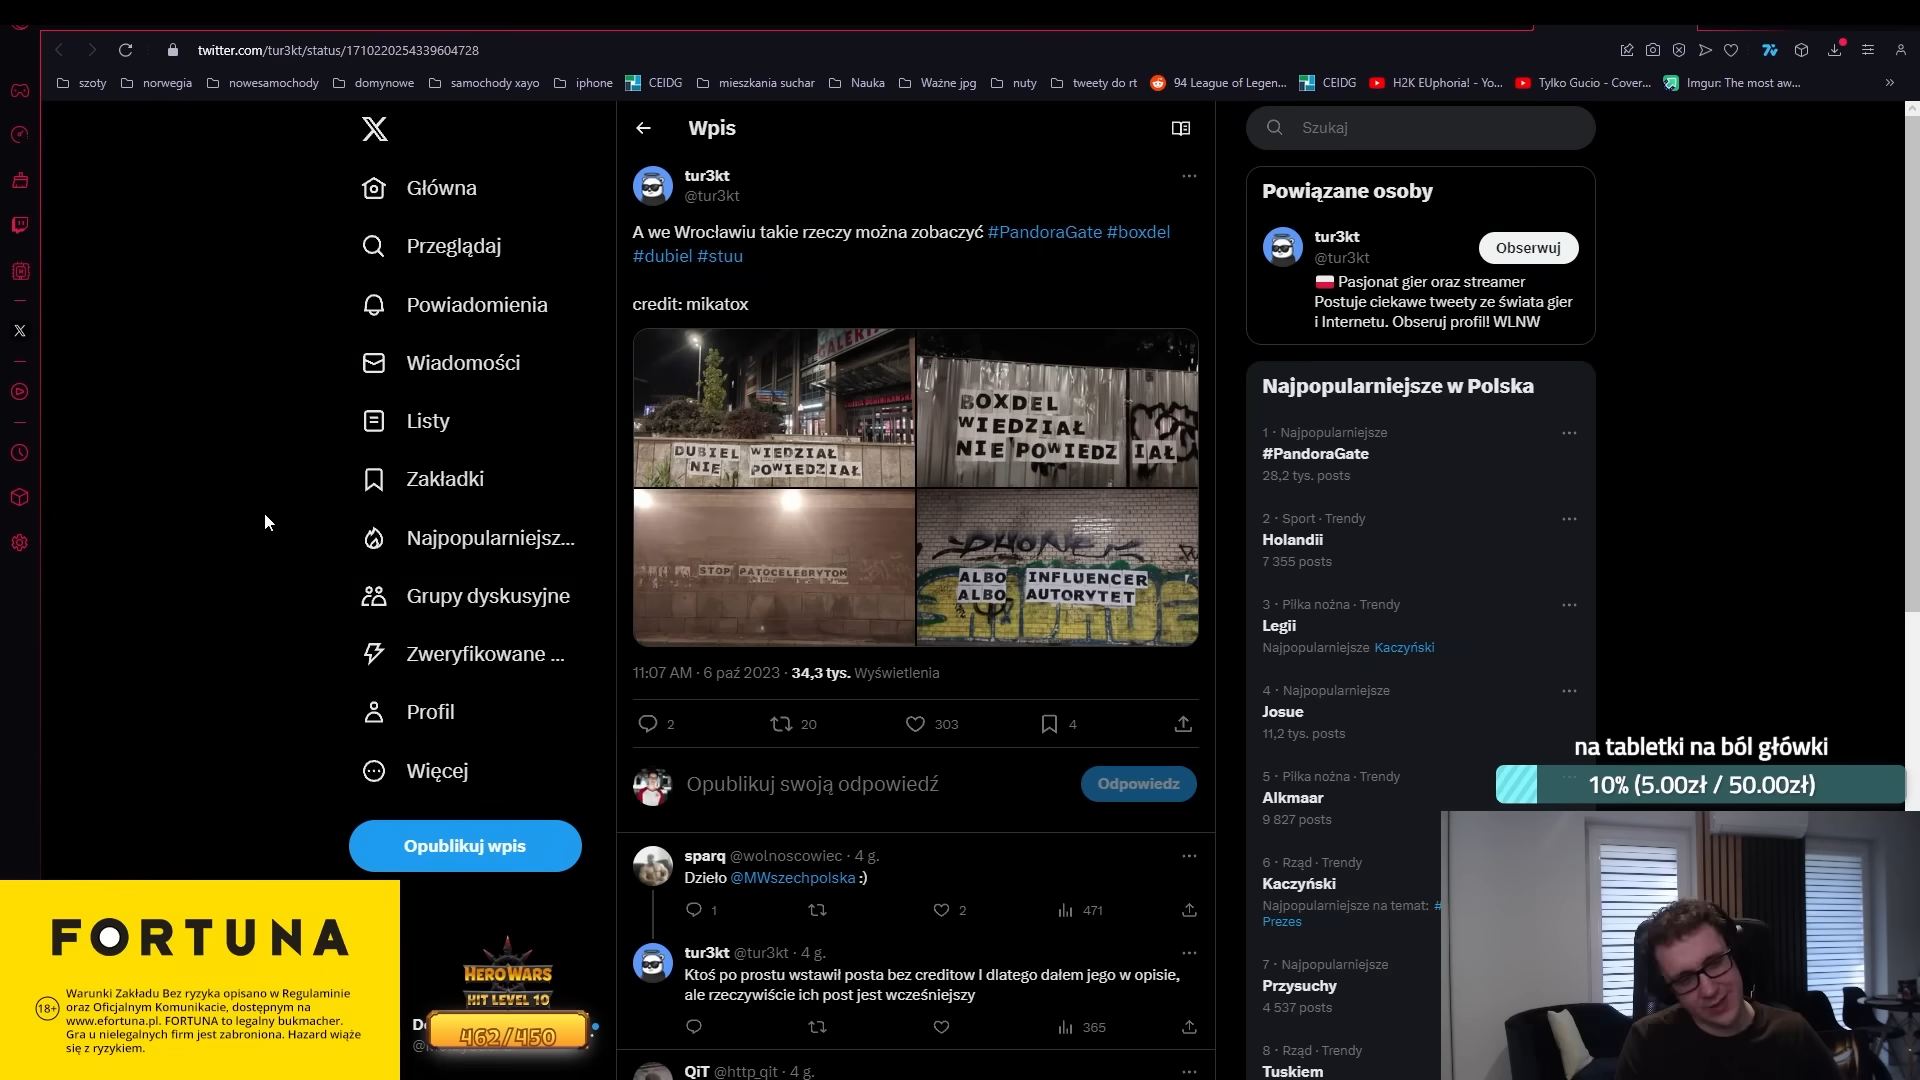 twitter.com/tur3kt/status/1710220254339604728
szoty
norwegia
nowesamochody
domynowe
samochody xayo
iphone
CEIDG
mieszkania suchar
Nauka
Ważne jpg
nuty
tweety do rt
94 League of Legen...
CEIDG
H2K EUphoria! - Yo...
Tylko Gucio - Cover...
Imgur: The most aw...
Główna
Przeglądaj
Powiadomienia
Wiadomości
Listy
Zakładki
Najpopularniejsz...
Grupy dyskusyjne
Zweryfikowane ...
Profil
Więcej
Opublikuj wpis
Wpis
tur3kt
@tur3kt
A we Wrocławiu takie rzeczy można zobaczyć #PandoraGate #boxdel
#dubiel #stuu
credit: mikatox
GALERIA
DUBIEL WIEDZIAŁ
NIE POWIEDZIAŁ
BOXDEL
WIEDZIAŁ
NIE POWIEDZ IAŁ
STOP PATOCELEBRYTOM
ALBO INFLUENCER
ALBO AUTORYTET
11:07 AM · 6 paź 2023 · 34,3 tys. Wyświetlenia
2
20
303
4
Opublikuj swoją odpowiedź
Odpowiedz
sparq @wolnoscowiec · 4 g.
Dzieło @MWszechpolska :)
1
2
471
tur3kt @tur3kt · 4 g.
Ktoś po prostu wstawił posta bez creditow I dlatego dałem jego w opisie,
ale rzeczywiście ich post jest wcześniejszy
365
QiT @http_qit · 4 g.
Szukaj
Powiązane osoby
tur3kt
@tur3kt
Obserwuj
Pasjonat gier oraz streamer
Postuje ciekawe tweety ze świata gier
i Internetu. Obseruj profil! WLNW
Najpopularniejsze w Polska
1 · Najpopularniejsze
#PandoraGate
28,2 tys. posts
2 · Sport · Trendy
Holandii
7 355 posts
3 · Piłka nożna · Trendy
Legii
Najpopularniejsze Kaczyński
4 · Najpopularniejsze
Josue
11,2 tys. posts
5 · Piłka nożna · Trendy
Alkmaar
9 827 posts
6 · Rząd · Trendy
Kaczyński
Najpopularniejsze na temat: #
Prezes
7 · Najpopularniejsze
Przysuchy
4 537 posts
8 · Rząd · Trendy
Tuskiem
na tabletki na ból główki
10% (5.00zł / 50.00zł)
FORTUNA
18+
Warunki Zakładu Bez ryzyka opisano w Regulaminie
oraz Oficjalnym Komunikacie, dostępnym na
www.efortuna.pl. FORTUNA to legalny bukmacher.
Gra u nielegalnych firm jest zabroniona. Hazard wiąże
się z ryzykiem.
HERO WARS
HIT LEVEL 10
462/450